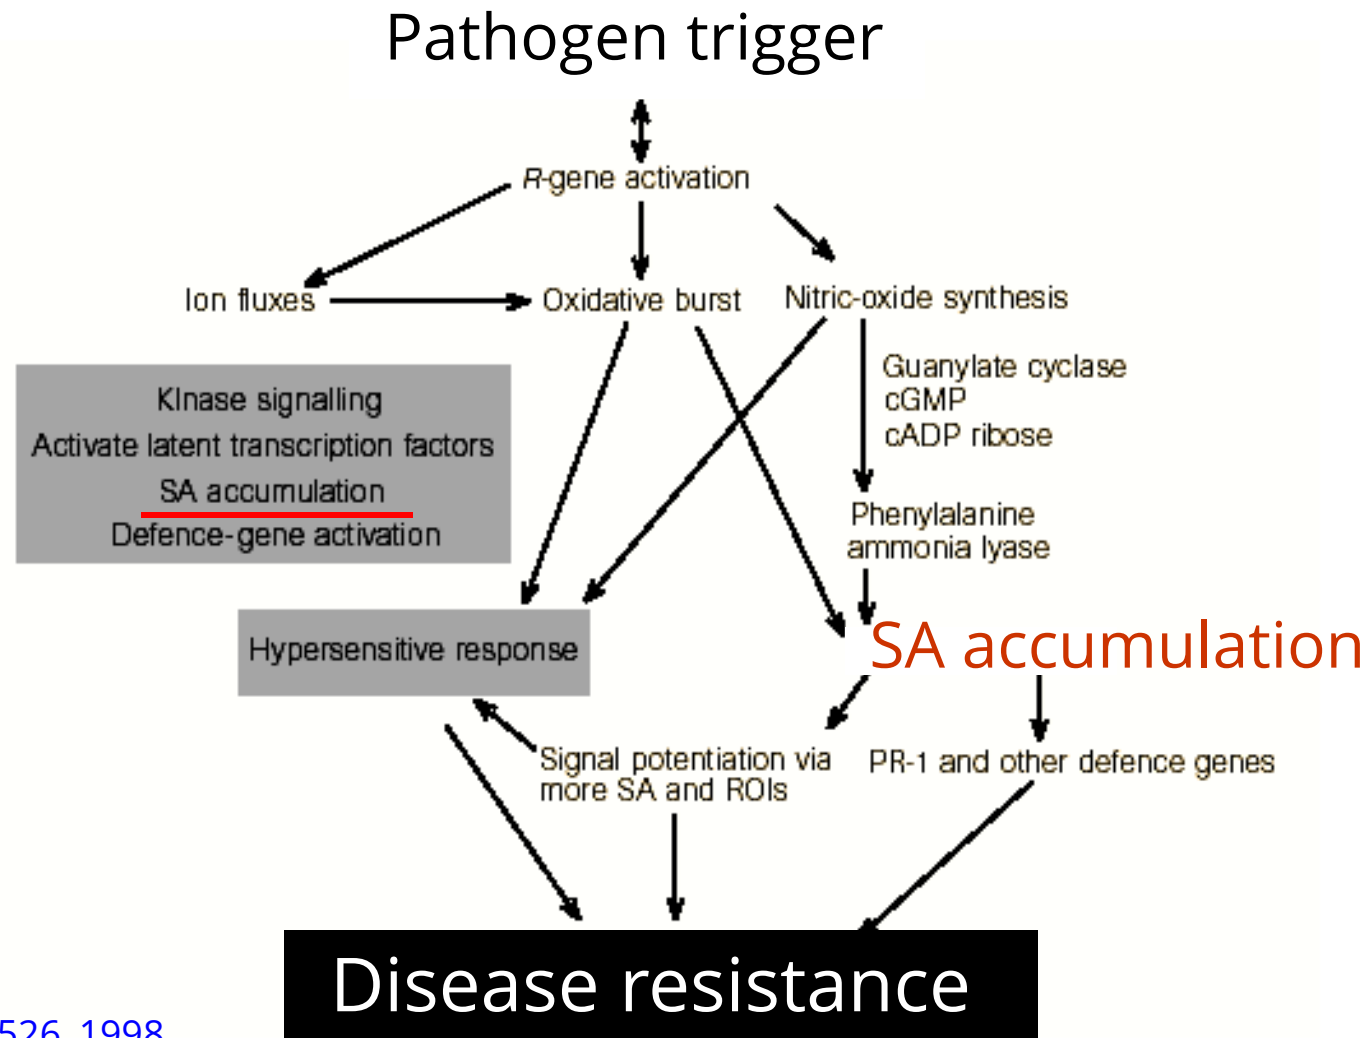 Pathogen trigger
R-gene activation
Ion fluxes
Oxidative burst
Nitric-oxide synthesis
Guanylate cyclase
cGMP
cADP ribose
KInase signalling
Activate latent transcription factors
SA accumulation
Defence-gene activation
Phenylalanine
ammonia lyase
Hypersensitive response
SA accumulation
Signal potentiation via
more SA and ROIs
PR-1 and other defence genes
Disease resistance
526, 1998